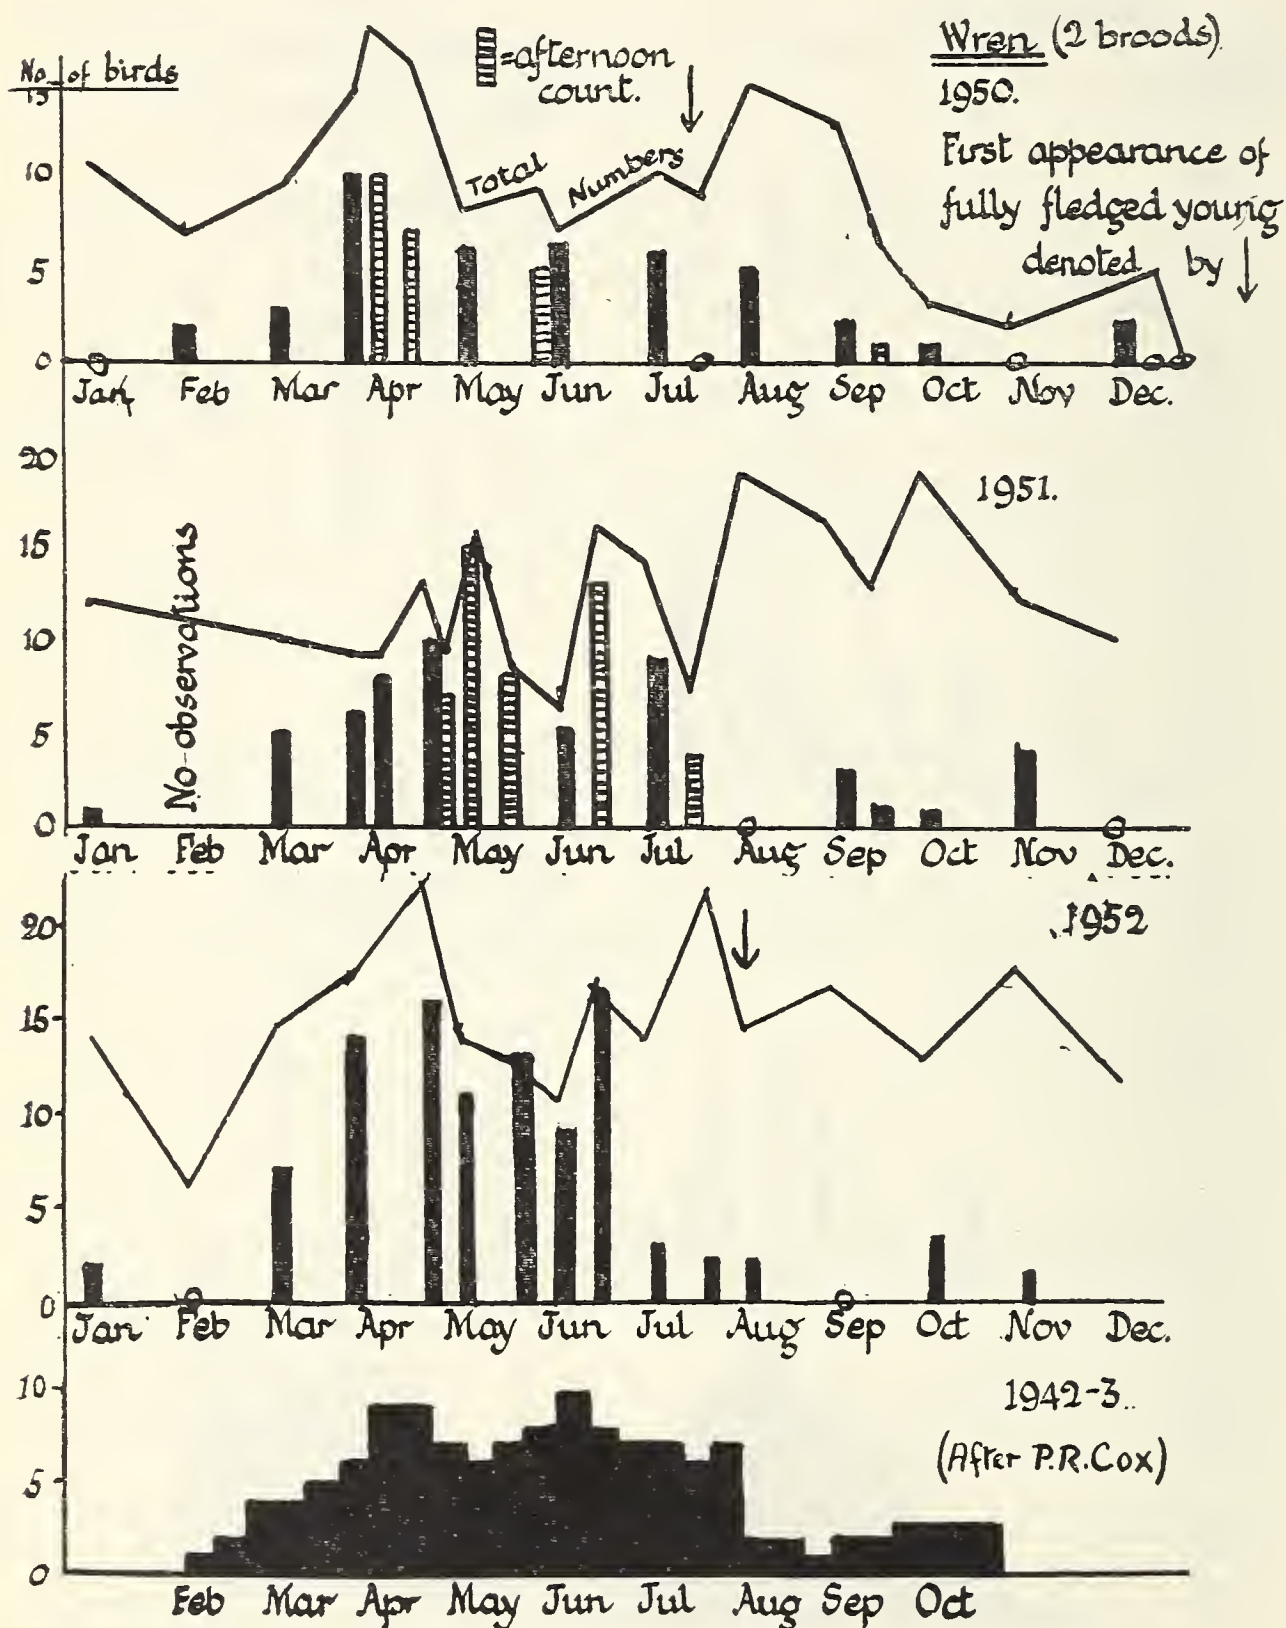 No. of birds
=afternoon
count.
Wren (2 broods)
1950.
First appearance of
fully fledged young
denoted by
Total Numbers
15
10
5
0
Jan Feb Mar Apr May Jun Jul Aug Sep Oct Nov Dec.
1951.
20
15
10
5
0
No-observations
Jan Feb Mar Apr May Jun Jul Aug Sep Oct Nov Dec.
1952
20
15
10
5
0
Jan Feb Mar Apr May Jun Jul Aug Sep Oct Nov Dec.
1942-3..
(After P.R.Cox)
10
5
0
Feb Mar Apr May Jun Jul Aug Sep Oct